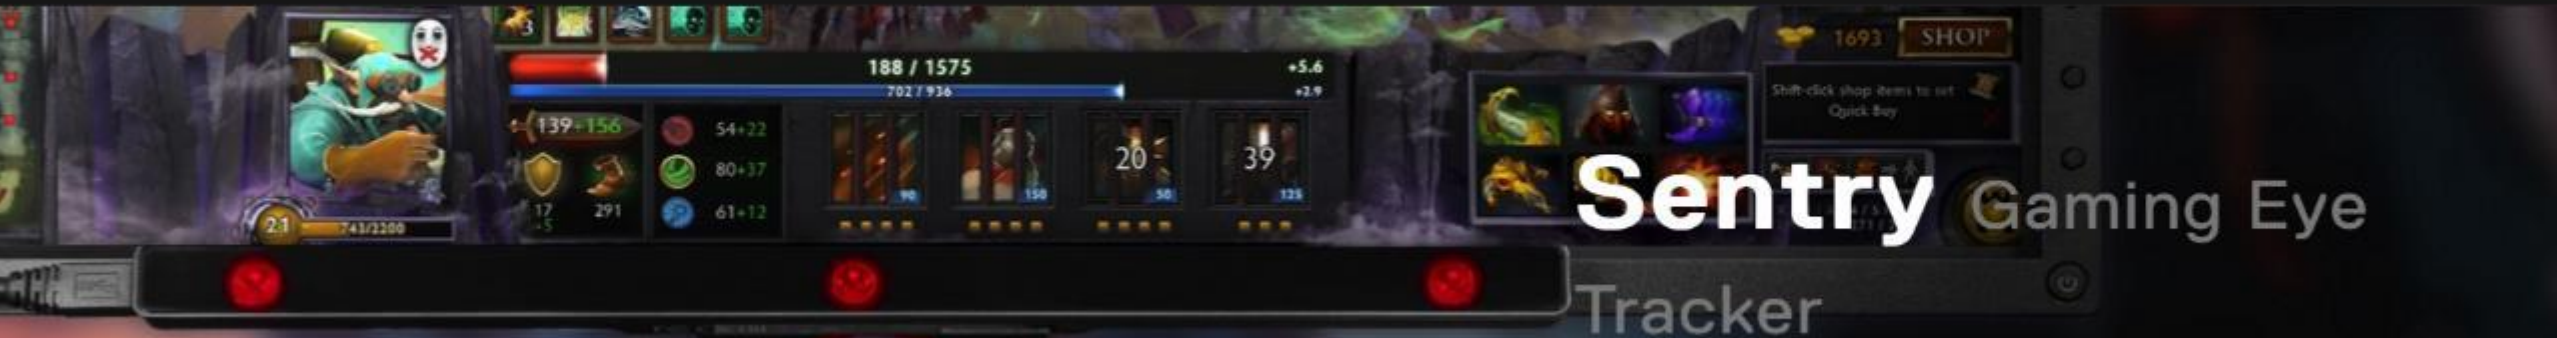 3
188 / 1575
+5.6
702 / 936
+2.9
139+156
54+22
80+37
61+12
17
+5
291
90
150
20
50
39
125
21
743/2200
1693
SHOP
Shift-click shop items to set
Quick Buy
Sentry Gaming Eye
Tracker